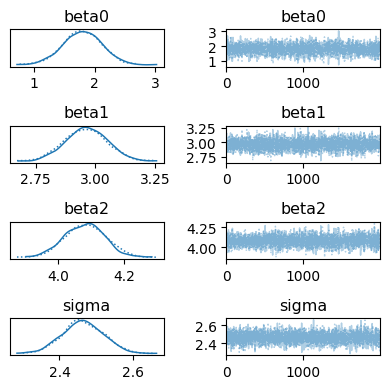 beta0 beta0
3
2
1
1 2 3 0 1000
beta1 beta1
3.25
3.00
2.75
2.75 3.00 3.25 0 1000
beta2 beta2
4.25
4.00
4.0 4.2 0 1000
sigma sigma
2.6
2.4
2.4 2.6 0 1000